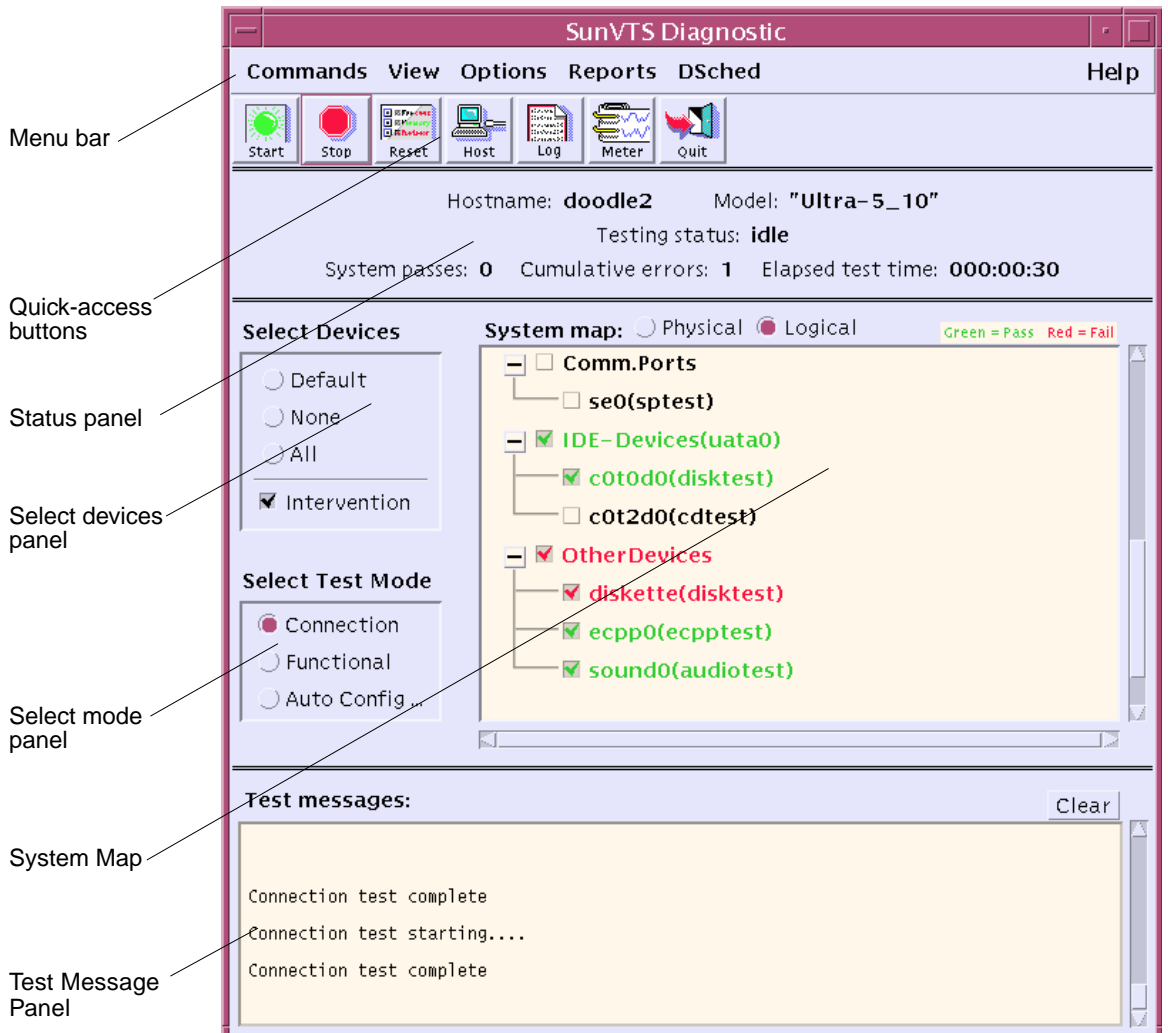 SunVTS Diagnostic
Commands View Options Reports DSched Help
Start Stop Reset Host Log Meter Quit
Hostname: doodle2 Model: "Ultra-5_10"
Testing status: idle
System passes: 0 Cumulative errors: 1 Elapsed test time: 000:00:30
Select Devices
Default
None
All
Intervention
Select Test Mode
Connection
Functional
Auto Config...
System map: Physical Logical
Green = Pass Red = Fail
Comm.Ports
se0(sptest)
IDE-Devices(uata0)
c0t0d0(disktest)
c0t2d0(cdtest)
OtherDevices
diskette(disktest)
ecpp0(ecpptest)
sound0(audiotest)
Test messages:
Clear
Connection test complete
Connection test starting....
Connection test complete
Menu bar
Quick-access
buttons
Status panel
Select devices
panel
Select mode
panel
System Map
Test Message
Panel